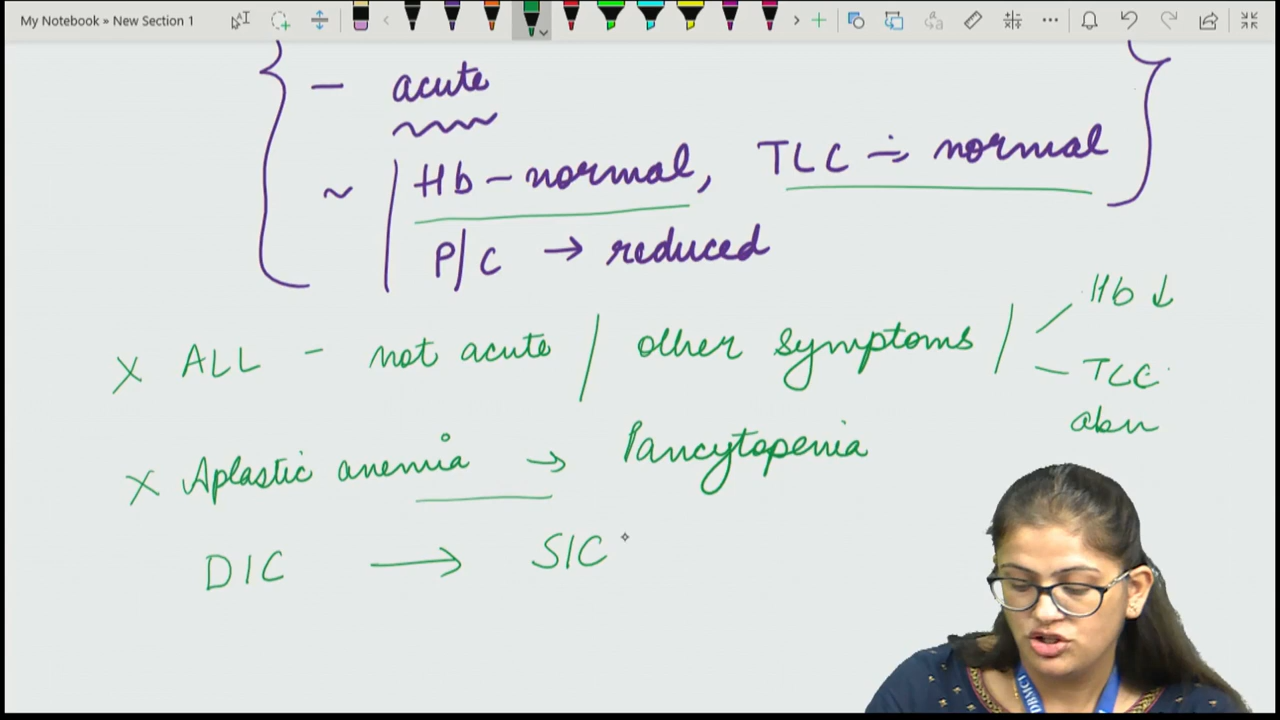 My Notebook » New Section 1
- acute
~ Hb - normal, TLC - normal
P/C → reduced
X ALL - not acute / other symptoms / Hb ↓
- TLC
abn
X Aplastic anemia → Pancytopenia
DIC → SIC
DBMCI